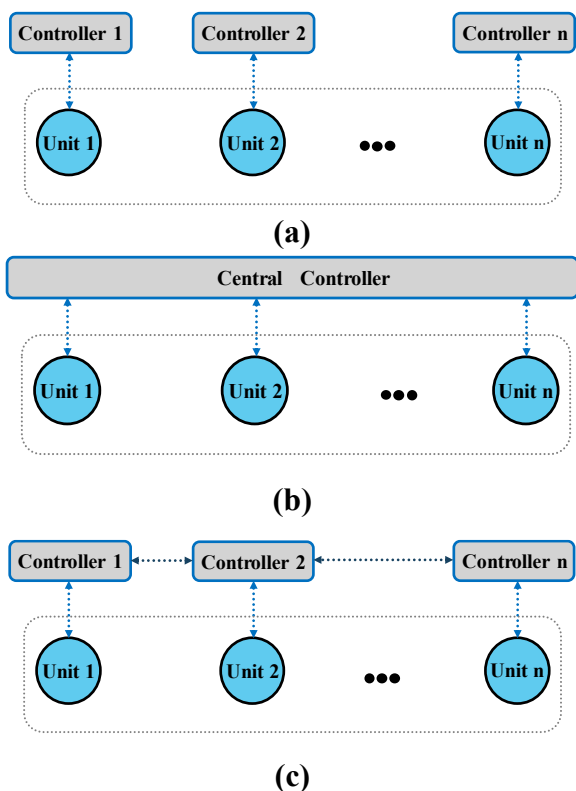 Controller 1 Controller 2 Controller n
Unit 1 Unit 2 ••• Unit n
(a)
Central Controller
Unit 1 Unit 2 ••• Unit n
(b)
Controller 1 Controller 2 Controller n
Unit 1 Unit 2 ••• Unit n
(c)